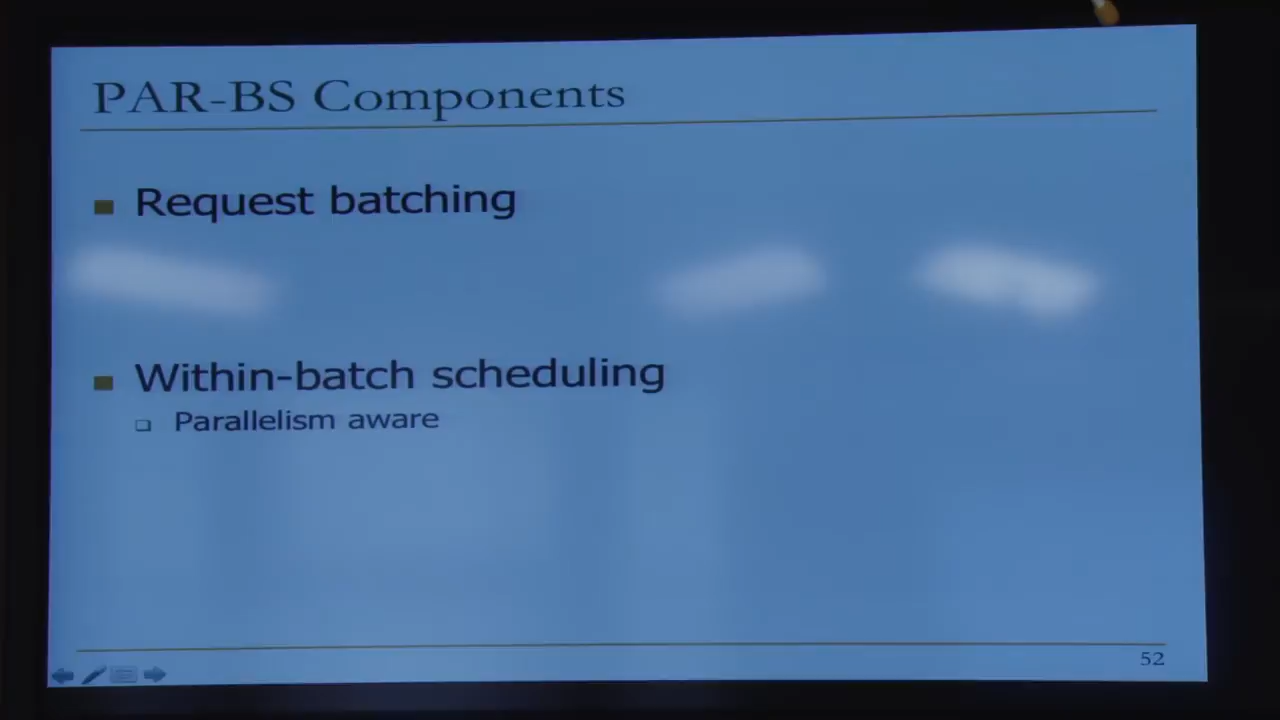 PAR-BS Components
Request batching
Within-batch scheduling
Parallelism aware
52